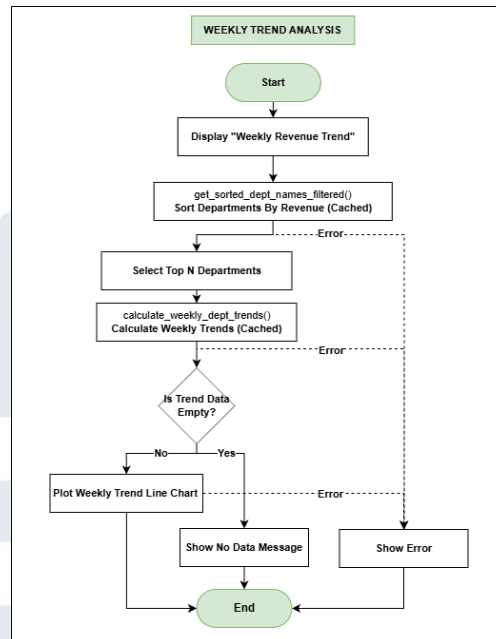 WEEKLY TREND ANALYSIS
Start
Display "Weekly Revenue Trend"
get_sorted_dept_names_filtered()
Sort Departments By Revenue (Cached)
Error
Select Top N Departments
calculate_weekly_dept_trends()
Calculate Weekly Trends (Cached)
Error
Is Trend Data
Empty?
No
Yes
Plot Weekly Trend Line Chart
Error
Show No Data Message
Show Error
End